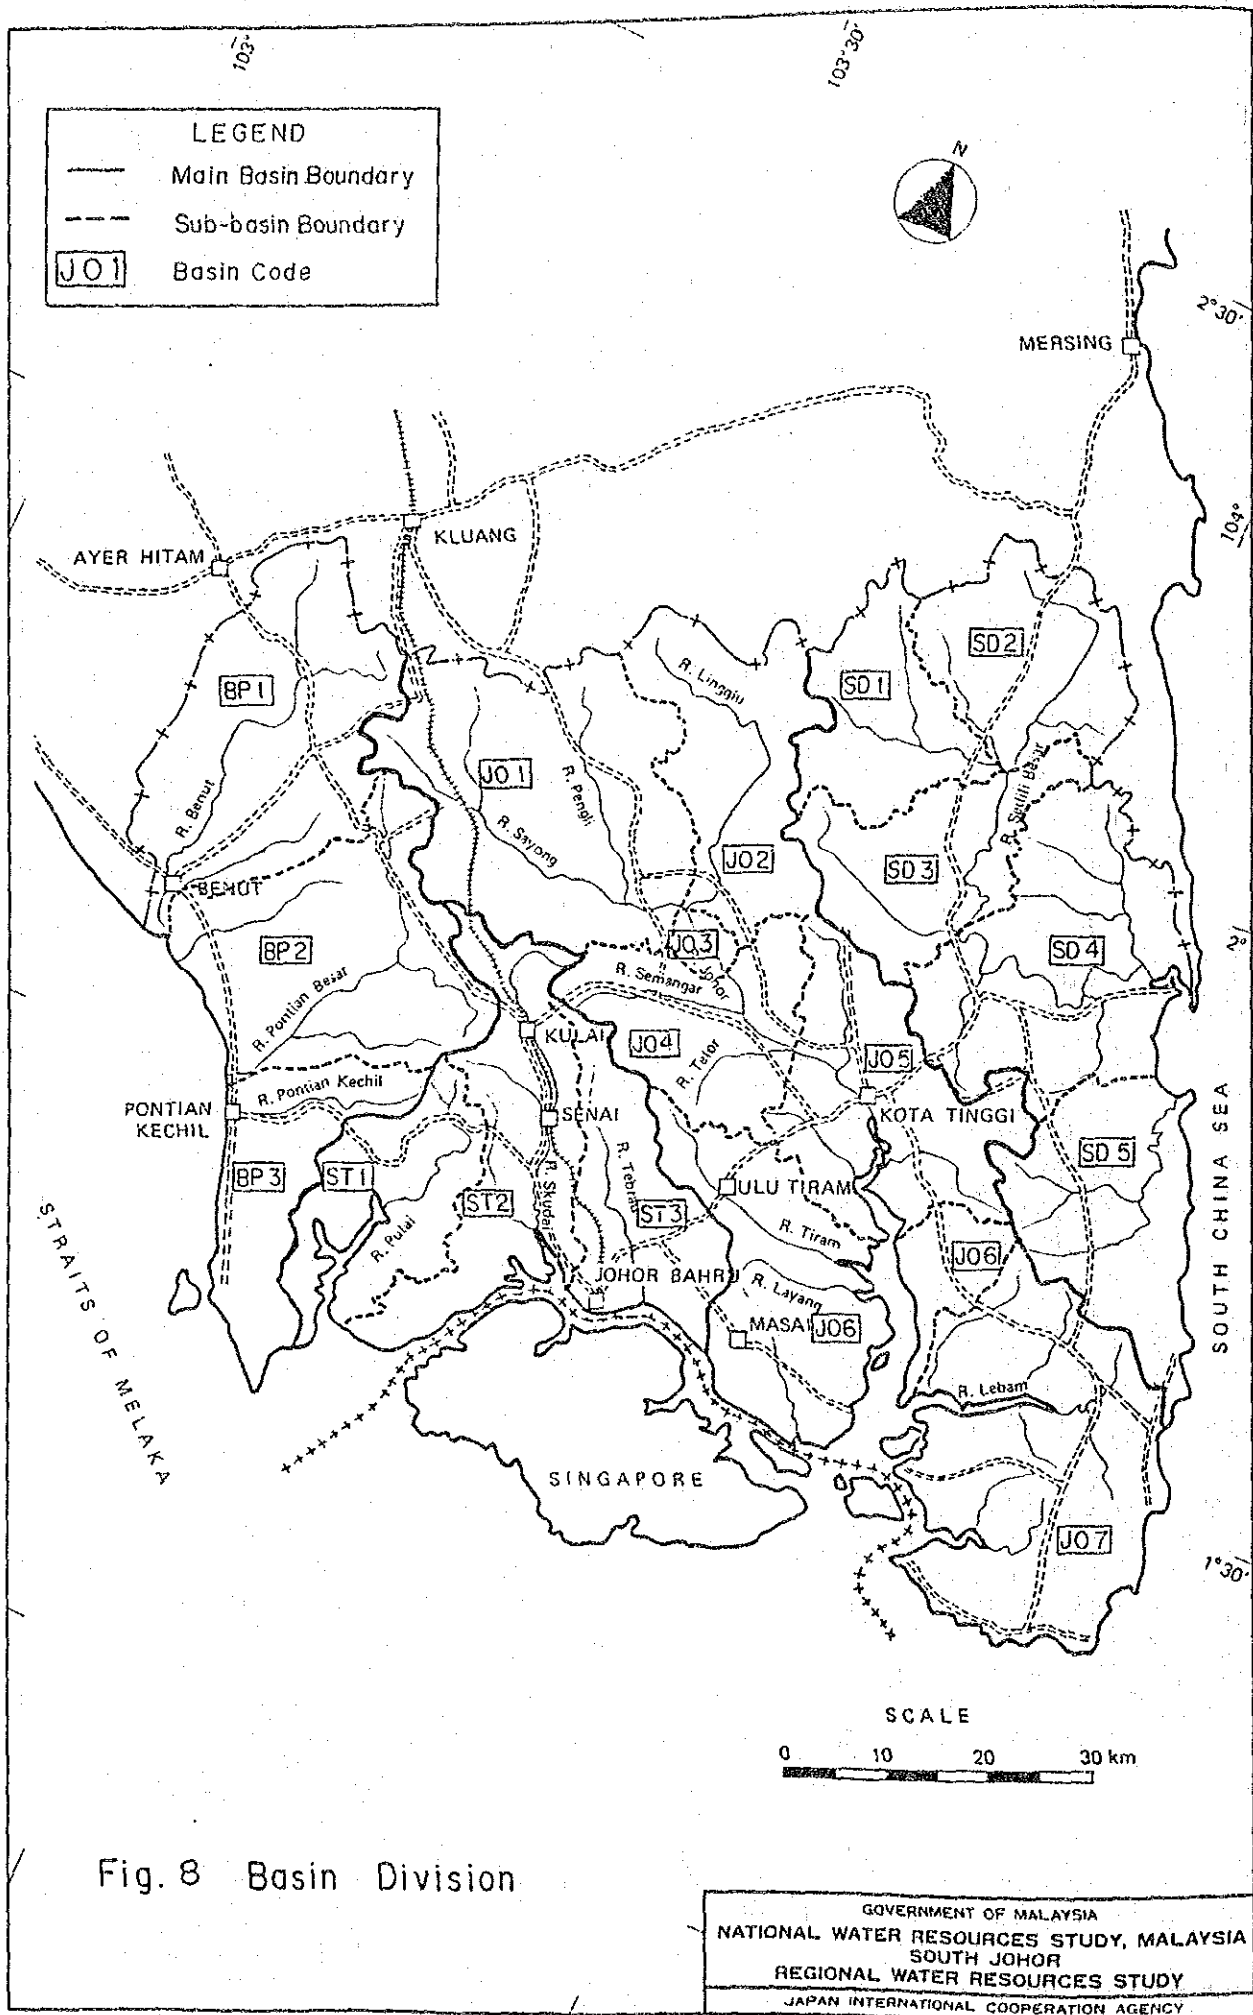 103°
103°30'
LEGEND
Main Basin Boundary
Sub-basin Boundary
JO1 Basin Code
N
2°30'
MERSING
104°
KLUANG
AYER HITAM
SD2
BP1
R. Linggiu
SD1
JO1
R. Pengli
R. Sedili Besar
R. Benut
R. Sayong
JO2
SD3
BENUT
BP2
JO3
SD4
2°
R. Semangar
R. Johor
R. Pontian Besar
KULAI
JO4
R. Telor
JO5
R. Pontian Kechil
PONTIAN
KECHIL
SENAI
KOTA TINGGI
SD5
BP3
ST1
R. Tebrau
R. Skudai
ULU TIRAM
ST2
ST3
R. Pulai
R. Tiram
JO6
SOUTH CHINA SEA
STRAITS OF MELAKA
JOHOR BAHRU
R. Layang
MASAI
JO6
R. Lebam
SINGAPORE
JO7
1°30'
SCALE
0 10 20 30 km
Fig. 8 Basin Division
GOVERNMENT OF MALAYSIA
NATIONAL WATER RESOURCES STUDY, MALAYSIA
SOUTH JOHOR
REGIONAL WATER RESOURCES STUDY
JAPAN INTERNATIONAL COOPERATION AGENCY